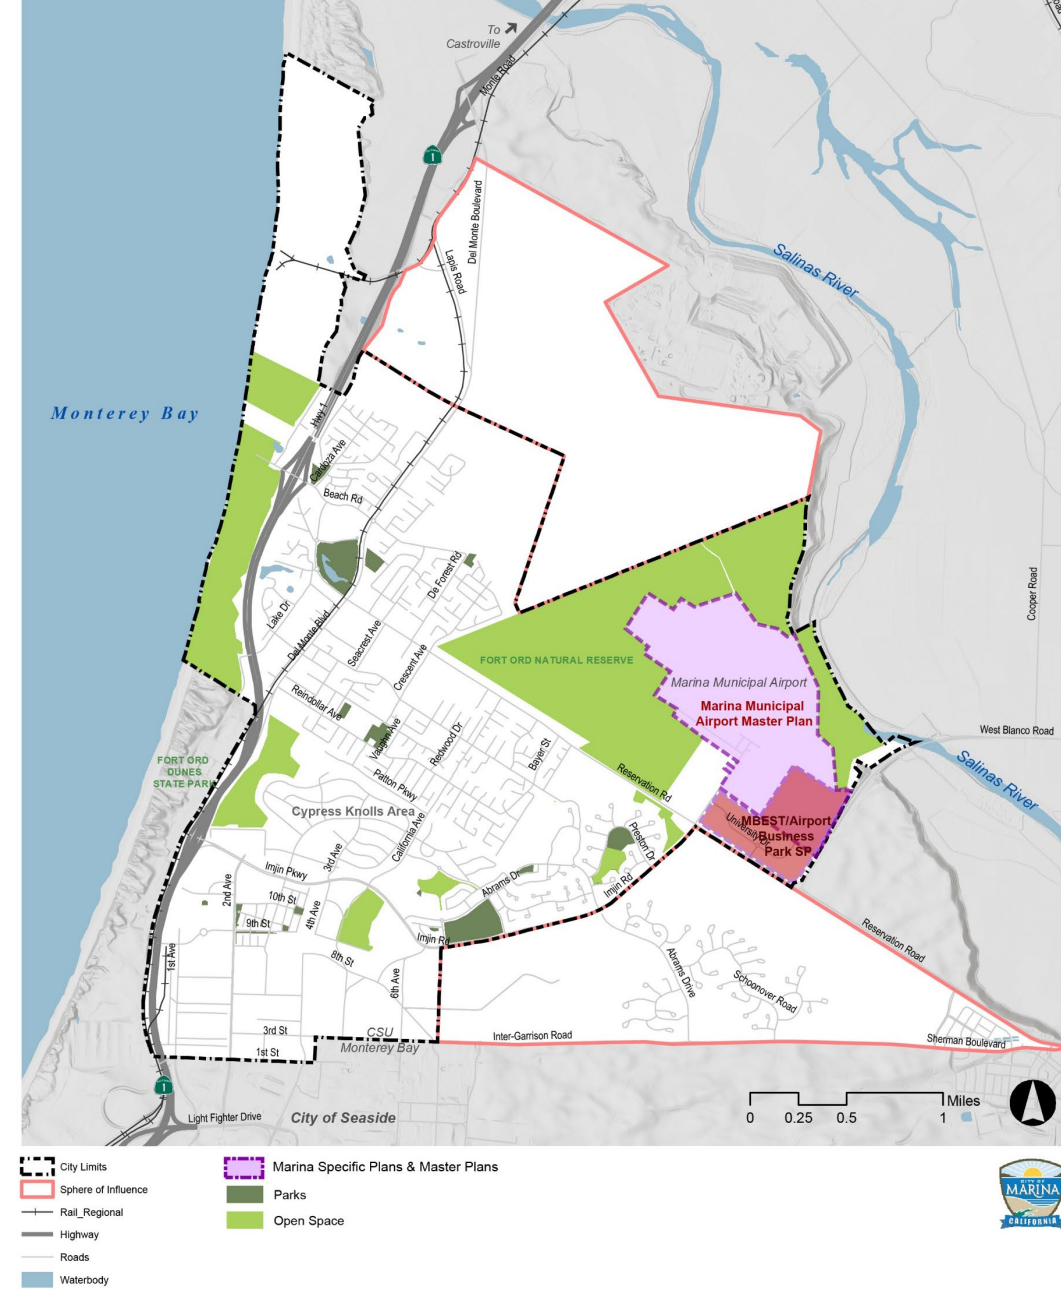 To
Castroville
Monte Road
1
Del Monte Boulevard
Lapis Road
Salinas River
Monterey Bay
Hwy 1
Cardoza Ave
Beach Rd
De Forest Rd
Cooper Road
Lake Dr
Del Monte Blvd
Seacrest Ave
Crescent Ave
FORT ORD NATURAL RESERVE
Marina Municipal Airport
Marina Municipal
Airport Master Plan
Reindollar Ave
Vaughn Ave
Redwood Dr
Bayer St
West Blanco Road
Salinas River
FORT ORD
DUNES
STATE PARK
Patton Pkwy
Reservation Rd
Cypress Knolls Area
California Ave
Preston Dr
University Dr
MBEST/Airport
Business
Park SP
Imjin Pkwy
3rd Ave
2nd Ave
10th St
4th Ave
Abrams Dr
Imjin Rd
9th St
Imjin Rd
8th St
1st Ave
6th Ave
Abrams Drive
Schoonover Road
Reservation Road
3rd St
1st St
CSU
Monterey Bay
Inter-Garrison Road
Sherman Boulevard
1
Light Fighter Drive
City of Seaside
Miles
0 0.25 0.5 1
City Limits
Sphere of Influence
Rail_Regional
Highway
Roads
Waterbody
Marina Specific Plans & Master Plans
Parks
Open Space
CITY OF
MARINA
CALIFORNIA